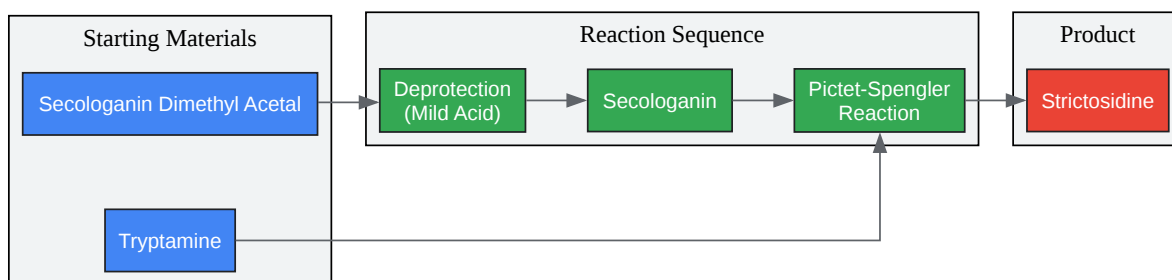 Starting Materials
Reaction Sequence
Product
Secologanin Dimethyl Acetal
Deprotection
(Mild Acid)
Secologanin
Pictet-Spengler
Reaction
Strictosidine
Tryptamine